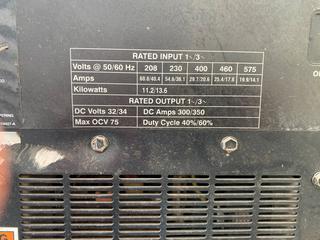 RATED INPUT 1~/3~
Volts @ 50/60 Hz 208 230 400 460 575
Amps 60.8/40.4 54.6/36.1 29.7/20.6 25.4/17.8 19.9/14.1
Kilowatts 11.2/13.6
RATED OUTPUT 1~/3~
DC Volts 32/34 DC Amps 300/350
Max OCV 75 Duty Cycle 40%/60%